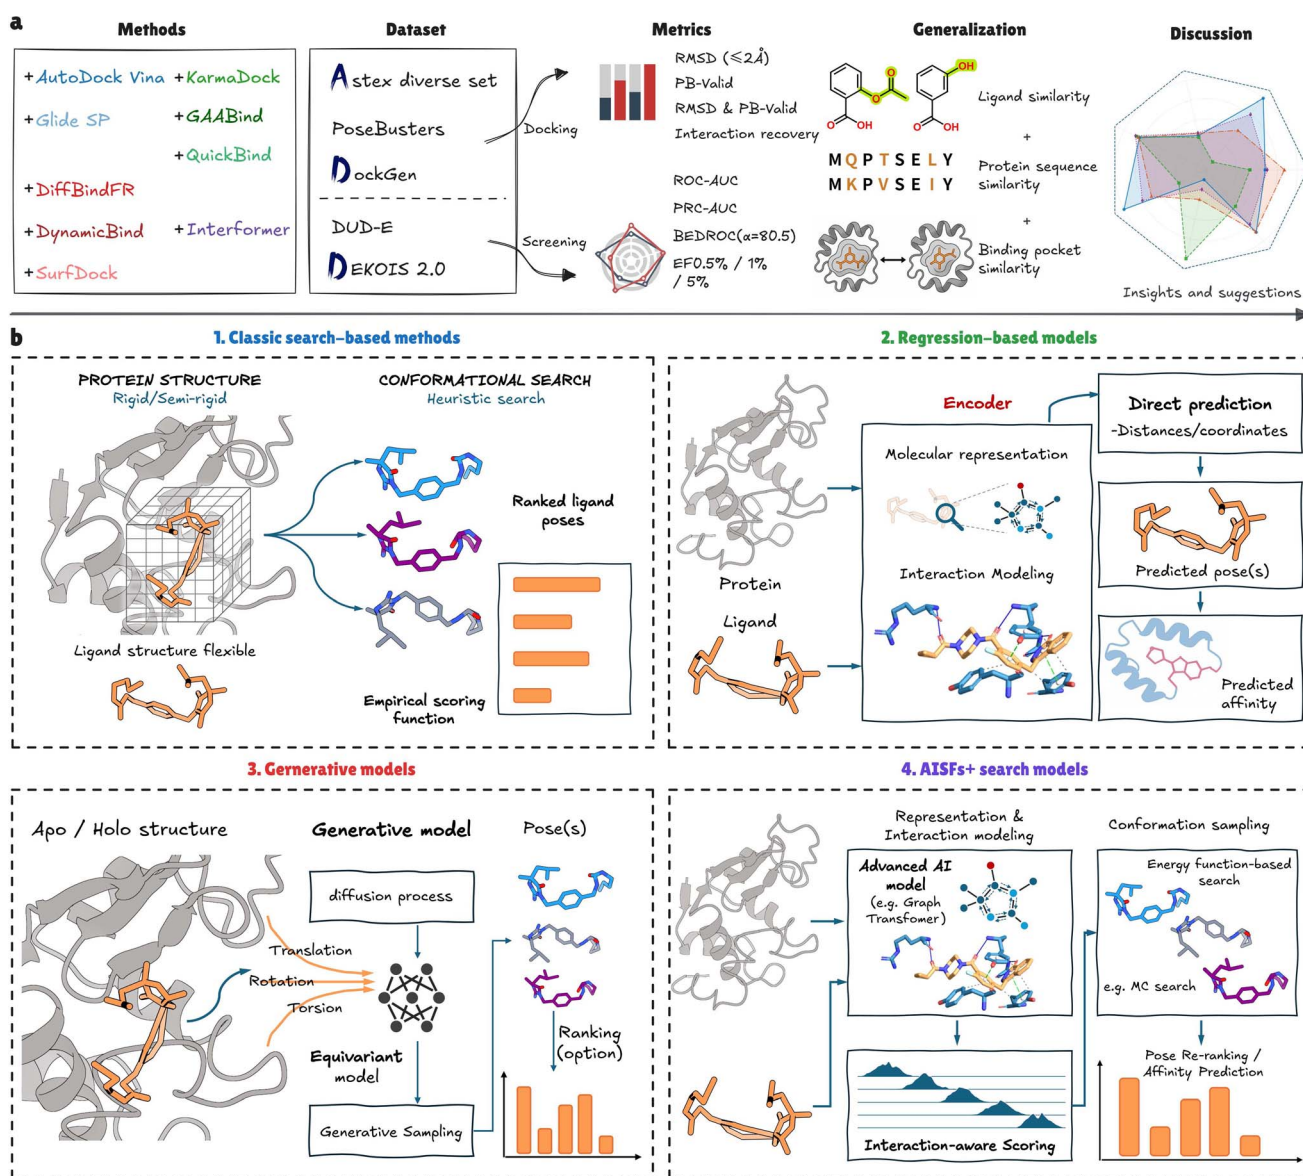 a
Methods
Dataset
Metrics
Generalization
Discussion
+AutoDock Vina
+KarmaDock
+Glide SP
+GAABind
+QuickBind
+DiffBindFR
+DynamicBind
+Interformer
+SurfDock
Astex diverse set
PoseBusters
DockGen
DUD-E
DEKOIS 2.0
Docking
Screening
RMSD (≤2Å)
PB-Valid
RMSD & PB-Valid
Interaction recovery
ROC-AUC
PRC-AUC
BEDROC(α=80.5)
EF0.5% / 1%
/ 5%
O
OH
O
O
OH
O
OH
M Q P T S E L Y
M K P V S E I Y
Ligand similarity
+
Protein sequence
similarity
+
Binding pocket
similarity
Insights and suggestions
b
1. Classic search-based methods
PROTEIN STRUCTURE
Rigid/Semi-rigid
CONFORMATIONAL SEARCH
Heuristic search
Ranked ligand
poses
Ligand structure flexible
Empirical scoring
function
2. Regression-based models
Encoder
Molecular representation
Interaction Modeling
Protein
Ligand
Direct prediction
-Distances/coordinates
Predicted pose(s)
Predicted
affinity
3. Gernerative models
Apo / Holo structure
Generative model
Pose(s)
diffusion process
Translation
Rotation
Torsion
Equivariant
model
Generative Sampling
Ranking
(option)
4. AISFs+ search models
Representation &
Interaction modeling
Advanced AI
model
(e.g. Graph
Transfomer)
Interaction-aware Scoring
Conformation sampling
Energy function-based
search
e.g. MC search
Pose Re-ranking /
Affinity Prediction